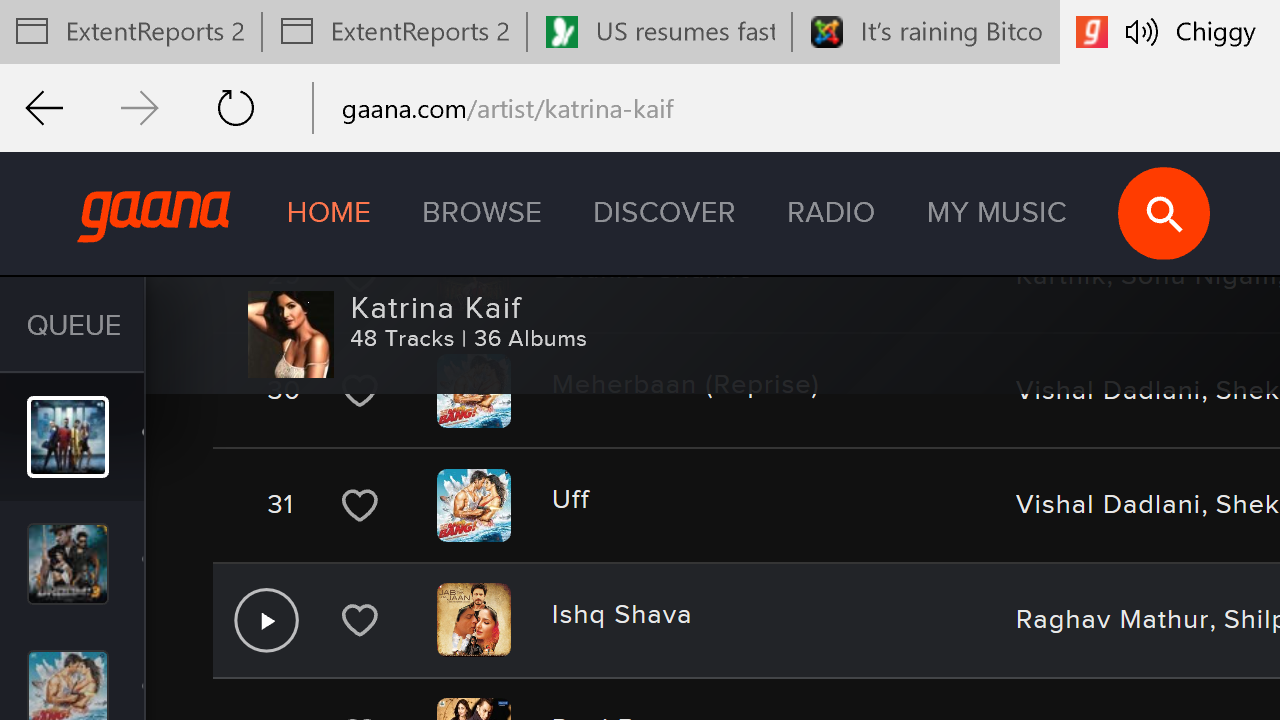 ExtentReports 2
ExtentReports 2
US resumes fast
It's raining Bitco
Chiggy
gaana.com/artist/katrina-kaif
gaana
HOME BROWSE DISCOVER RADIO MY MUSIC
QUEUE
Katrina Kaif
48 Tracks | 36 Albums
Karthik, Sonu Nigam
30 Meherbaan (Reprise) Vishal Dadlani, Shek
31 Uff Vishal Dadlani, Shek
Ishq Shava Raghav Mathur, Shilp